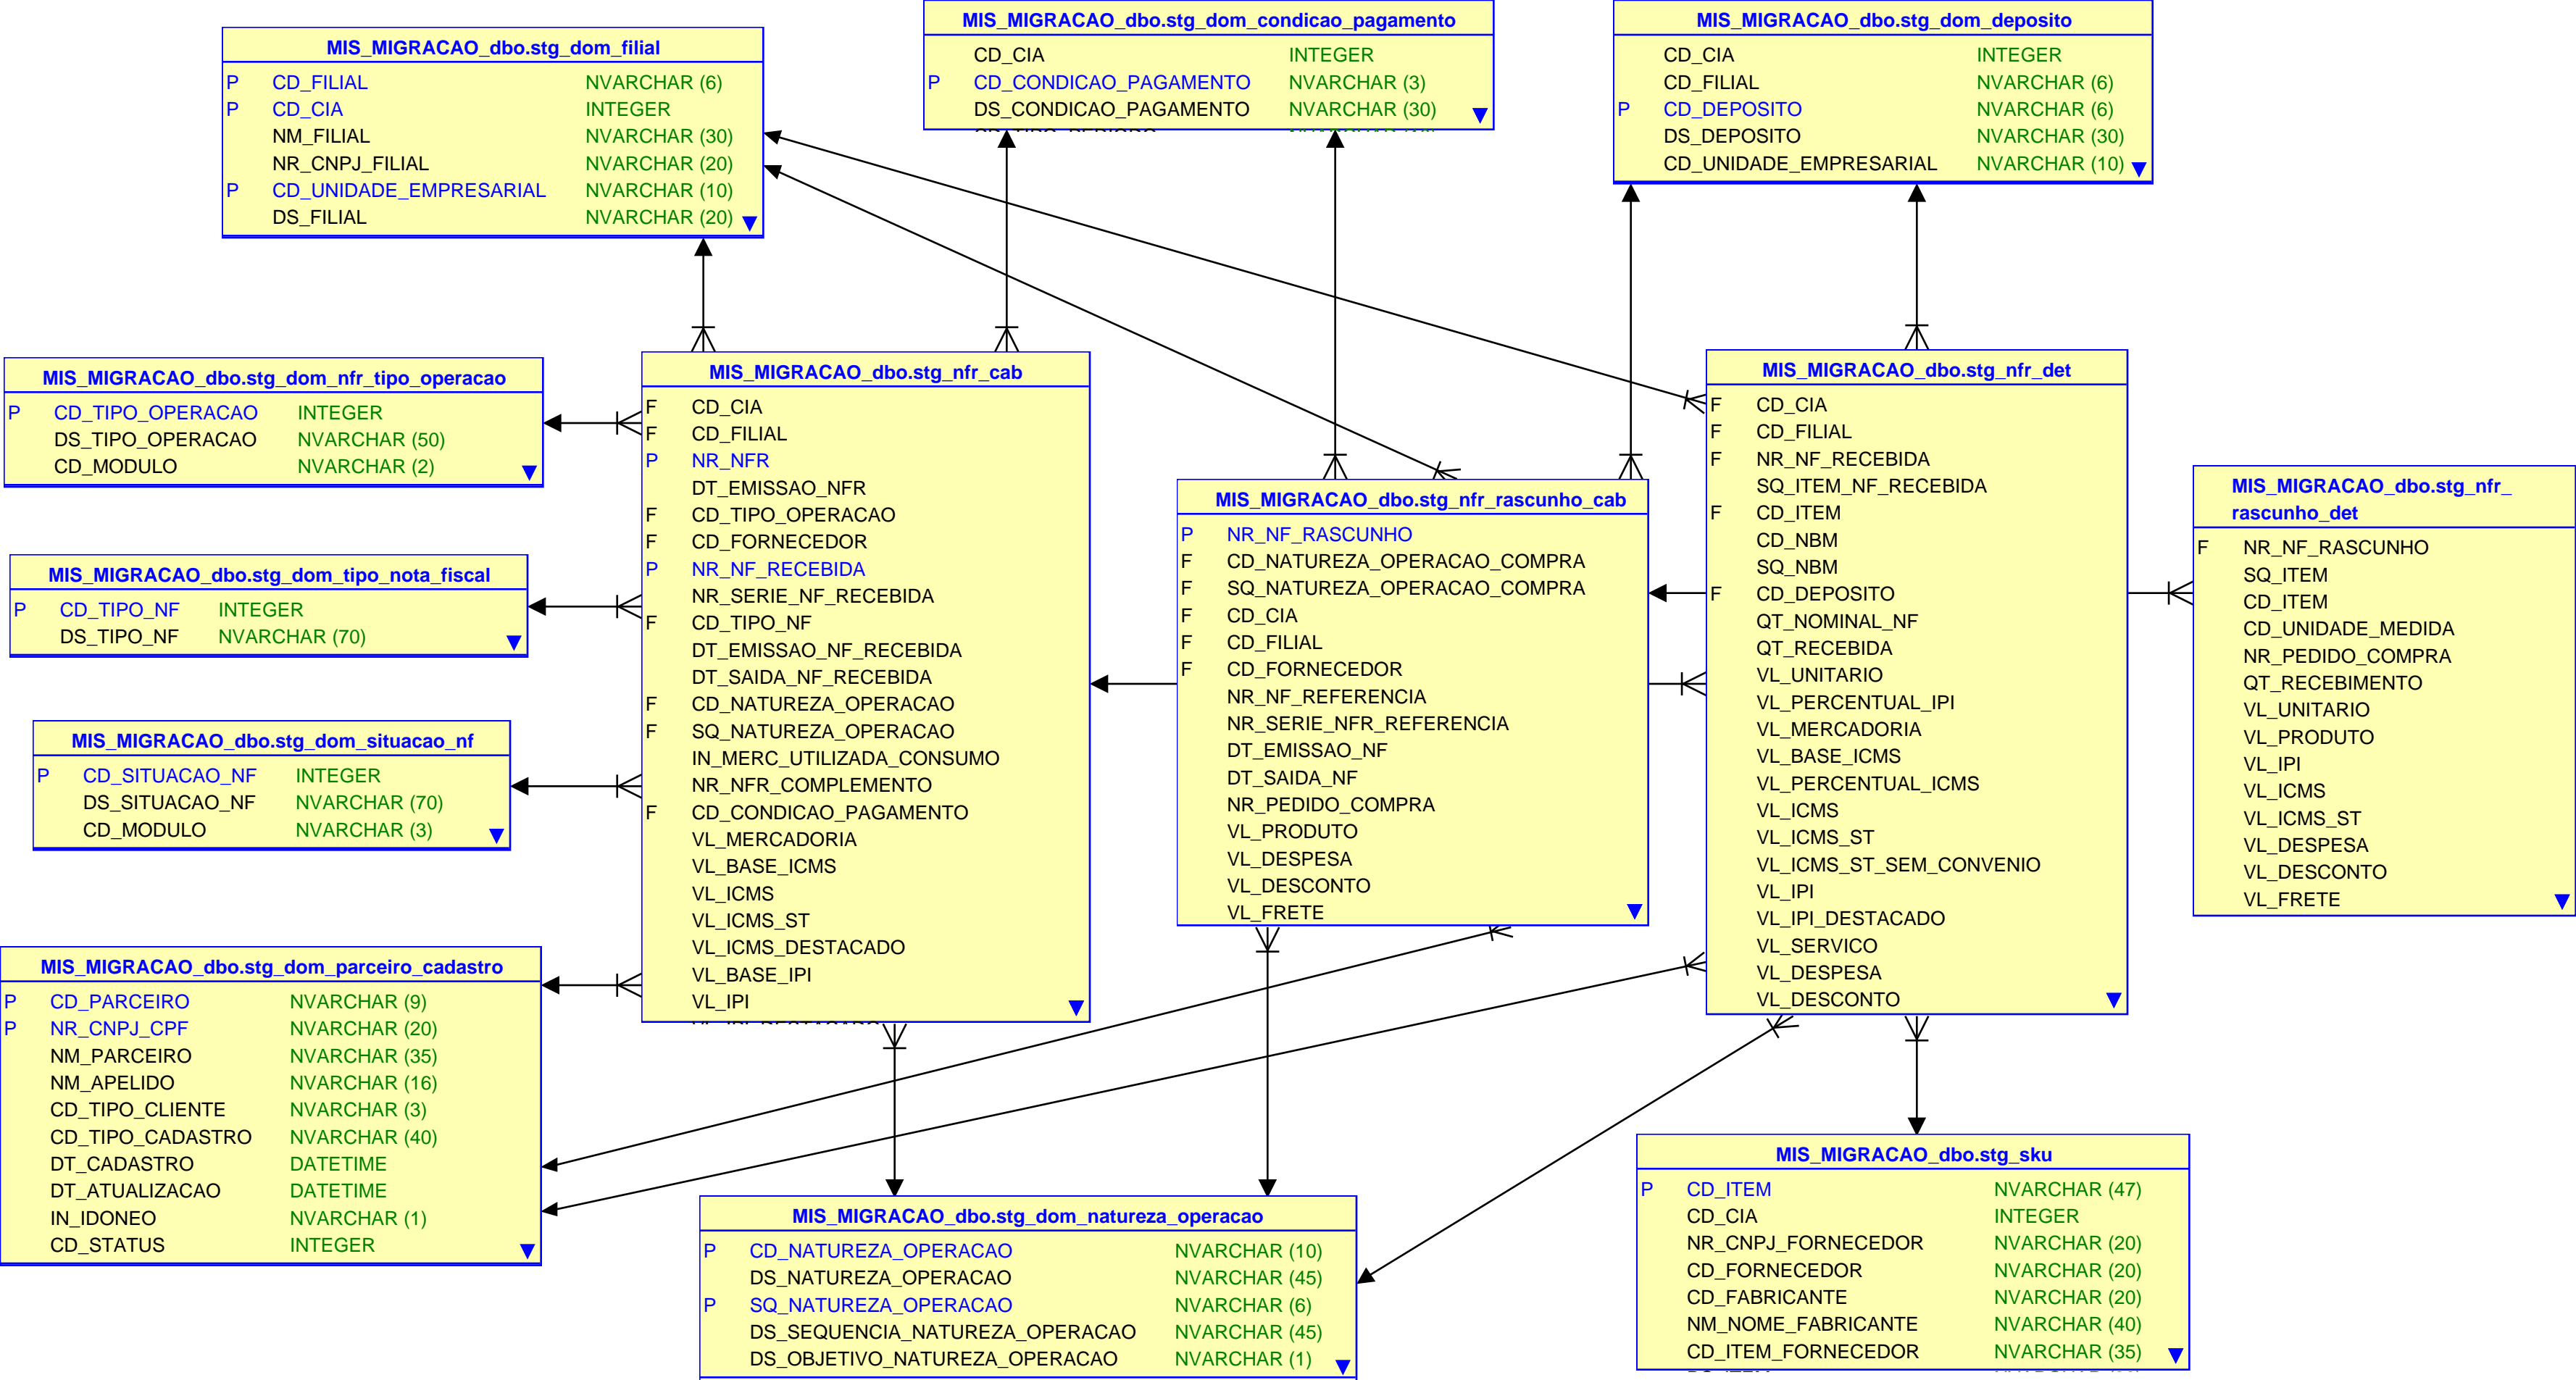 MIS_MIGRACAO_dbo.stg_dom_filial
P CD_FILIAL NVARCHAR (6)
P CD_CIA INTEGER
NM_FILIAL NVARCHAR (30)
NR_CNPJ_FILIAL NVARCHAR (20)
P CD_UNIDADE_EMPRESARIAL NVARCHAR (10)
DS_FILIAL NVARCHAR (20)
MIS_MIGRACAO_dbo.stg_dom_condicao_pagamento
CD_CIA INTEGER
P CD_CONDICAO_PAGAMENTO NVARCHAR (3)
DS_CONDICAO_PAGAMENTO NVARCHAR (30)
MIS_MIGRACAO_dbo.stg_dom_deposito
CD_CIA INTEGER
CD_FILIAL NVARCHAR (6)
P CD_DEPOSITO NVARCHAR (6)
DS_DEPOSITO NVARCHAR (30)
CD_UNIDADE_EMPRESARIAL NVARCHAR (10)
MIS_MIGRACAO_dbo.stg_dom_nfr_tipo_operacao
P CD_TIPO_OPERACAO INTEGER
DS_TIPO_OPERACAO NVARCHAR (50)
CD_MODULO NVARCHAR (2)
MIS_MIGRACAO_dbo.stg_dom_tipo_nota_fiscal
P CD_TIPO_NF INTEGER
DS_TIPO_NF NVARCHAR (70)
MIS_MIGRACAO_dbo.stg_dom_situacao_nf
P CD_SITUACAO_NF INTEGER
DS_SITUACAO_NF NVARCHAR (70)
CD_MODULO NVARCHAR (3)
MIS_MIGRACAO_dbo.stg_dom_parceiro_cadastro
P CD_PARCEIRO NVARCHAR (9)
P NR_CNPJ_CPF NVARCHAR (20)
NM_PARCEIRO NVARCHAR (35)
NM_APELIDO NVARCHAR (16)
CD_TIPO_CLIENTE NVARCHAR (3)
CD_TIPO_CADASTRO NVARCHAR (40)
DT_CADASTRO DATETIME
DT_ATUALIZACAO DATETIME
IN_IDONEO NVARCHAR (1)
CD_STATUS INTEGER
MIS_MIGRACAO_dbo.stg_nfr_cab
F CD_CIA
F CD_FILIAL
P NR_NFR
DT_EMISSAO_NFR
F CD_TIPO_OPERACAO
F CD_FORNECEDOR
P NR_NF_RECEBIDA
NR_SERIE_NF_RECEBIDA
F CD_TIPO_NF
DT_EMISSAO_NF_RECEBIDA
DT_SAIDA_NF_RECEBIDA
F CD_NATUREZA_OPERACAO
F SQ_NATUREZA_OPERACAO
IN_MERC_UTILIZADA_CONSUMO
NR_NFR_COMPLEMENTO
F CD_CONDICAO_PAGAMENTO
VL_MERCADORIA
VL_BASE_ICMS
VL_ICMS
VL_ICMS_ST
VL_ICMS_DESTACADO
VL_BASE_IPI
VL_IPI
MIS_MIGRACAO_dbo.stg_nfr_rascunho_cab
P NR_NF_RASCUNHO
F CD_NATUREZA_OPERACAO_COMPRA
F SQ_NATUREZA_OPERACAO_COMPRA
F CD_CIA
F CD_FILIAL
F CD_FORNECEDOR
NR_NF_REFERENCIA
NR_SERIE_NFR_REFERENCIA
DT_EMISSAO_NF
DT_SAIDA_NF
NR_PEDIDO_COMPRA
VL_PRODUTO
VL_DESPESA
VL_DESCONTO
VL_FRETE
MIS_MIGRACAO_dbo.stg_nfr_det
F CD_CIA
F CD_FILIAL
F NR_NF_RECEBIDA
SQ_ITEM_NF_RECEBIDA
F CD_ITEM
CD_NBM
SQ_NBM
F CD_DEPOSITO
QT_NOMINAL_NF
QT_RECEBIDA
VL_UNITARIO
VL_PERCENTUAL_IPI
VL_MERCADORIA
VL_BASE_ICMS
VL_PERCENTUAL_ICMS
VL_ICMS
VL_ICMS_ST
VL_ICMS_ST_SEM_CONVENIO
VL_IPI
VL_IPI_DESTACADO
VL_SERVICO
VL_DESPESA
VL_DESCONTO
MIS_MIGRACAO_dbo.stg_nfr_
rascunho_det
F NR_NF_RASCUNHO
SQ_ITEM
CD_ITEM
CD_UNIDADE_MEDIDA
NR_PEDIDO_COMPRA
QT_RECEBIMENTO
VL_UNITARIO
VL_PRODUTO
VL_IPI
VL_ICMS
VL_ICMS_ST
VL_DESPESA
VL_DESCONTO
VL_FRETE
MIS_MIGRACAO_dbo.stg_dom_natureza_operacao
P CD_NATUREZA_OPERACAO NVARCHAR (10)
DS_NATUREZA_OPERACAO NVARCHAR (45)
P SQ_NATUREZA_OPERACAO NVARCHAR (6)
DS_SEQUENCIA_NATUREZA_OPERACAO NVARCHAR (45)
DS_OBJETIVO_NATUREZA_OPERACAO NVARCHAR (1)
MIS_MIGRACAO_dbo.stg_sku
P CD_ITEM NVARCHAR (47)
CD_CIA INTEGER
NR_CNPJ_FORNECEDOR NVARCHAR (20)
CD_FORNECEDOR NVARCHAR (20)
CD_FABRICANTE NVARCHAR (20)
NM_NOME_FABRICANTE NVARCHAR (40)
CD_ITEM_FORNECEDOR NVARCHAR (35)